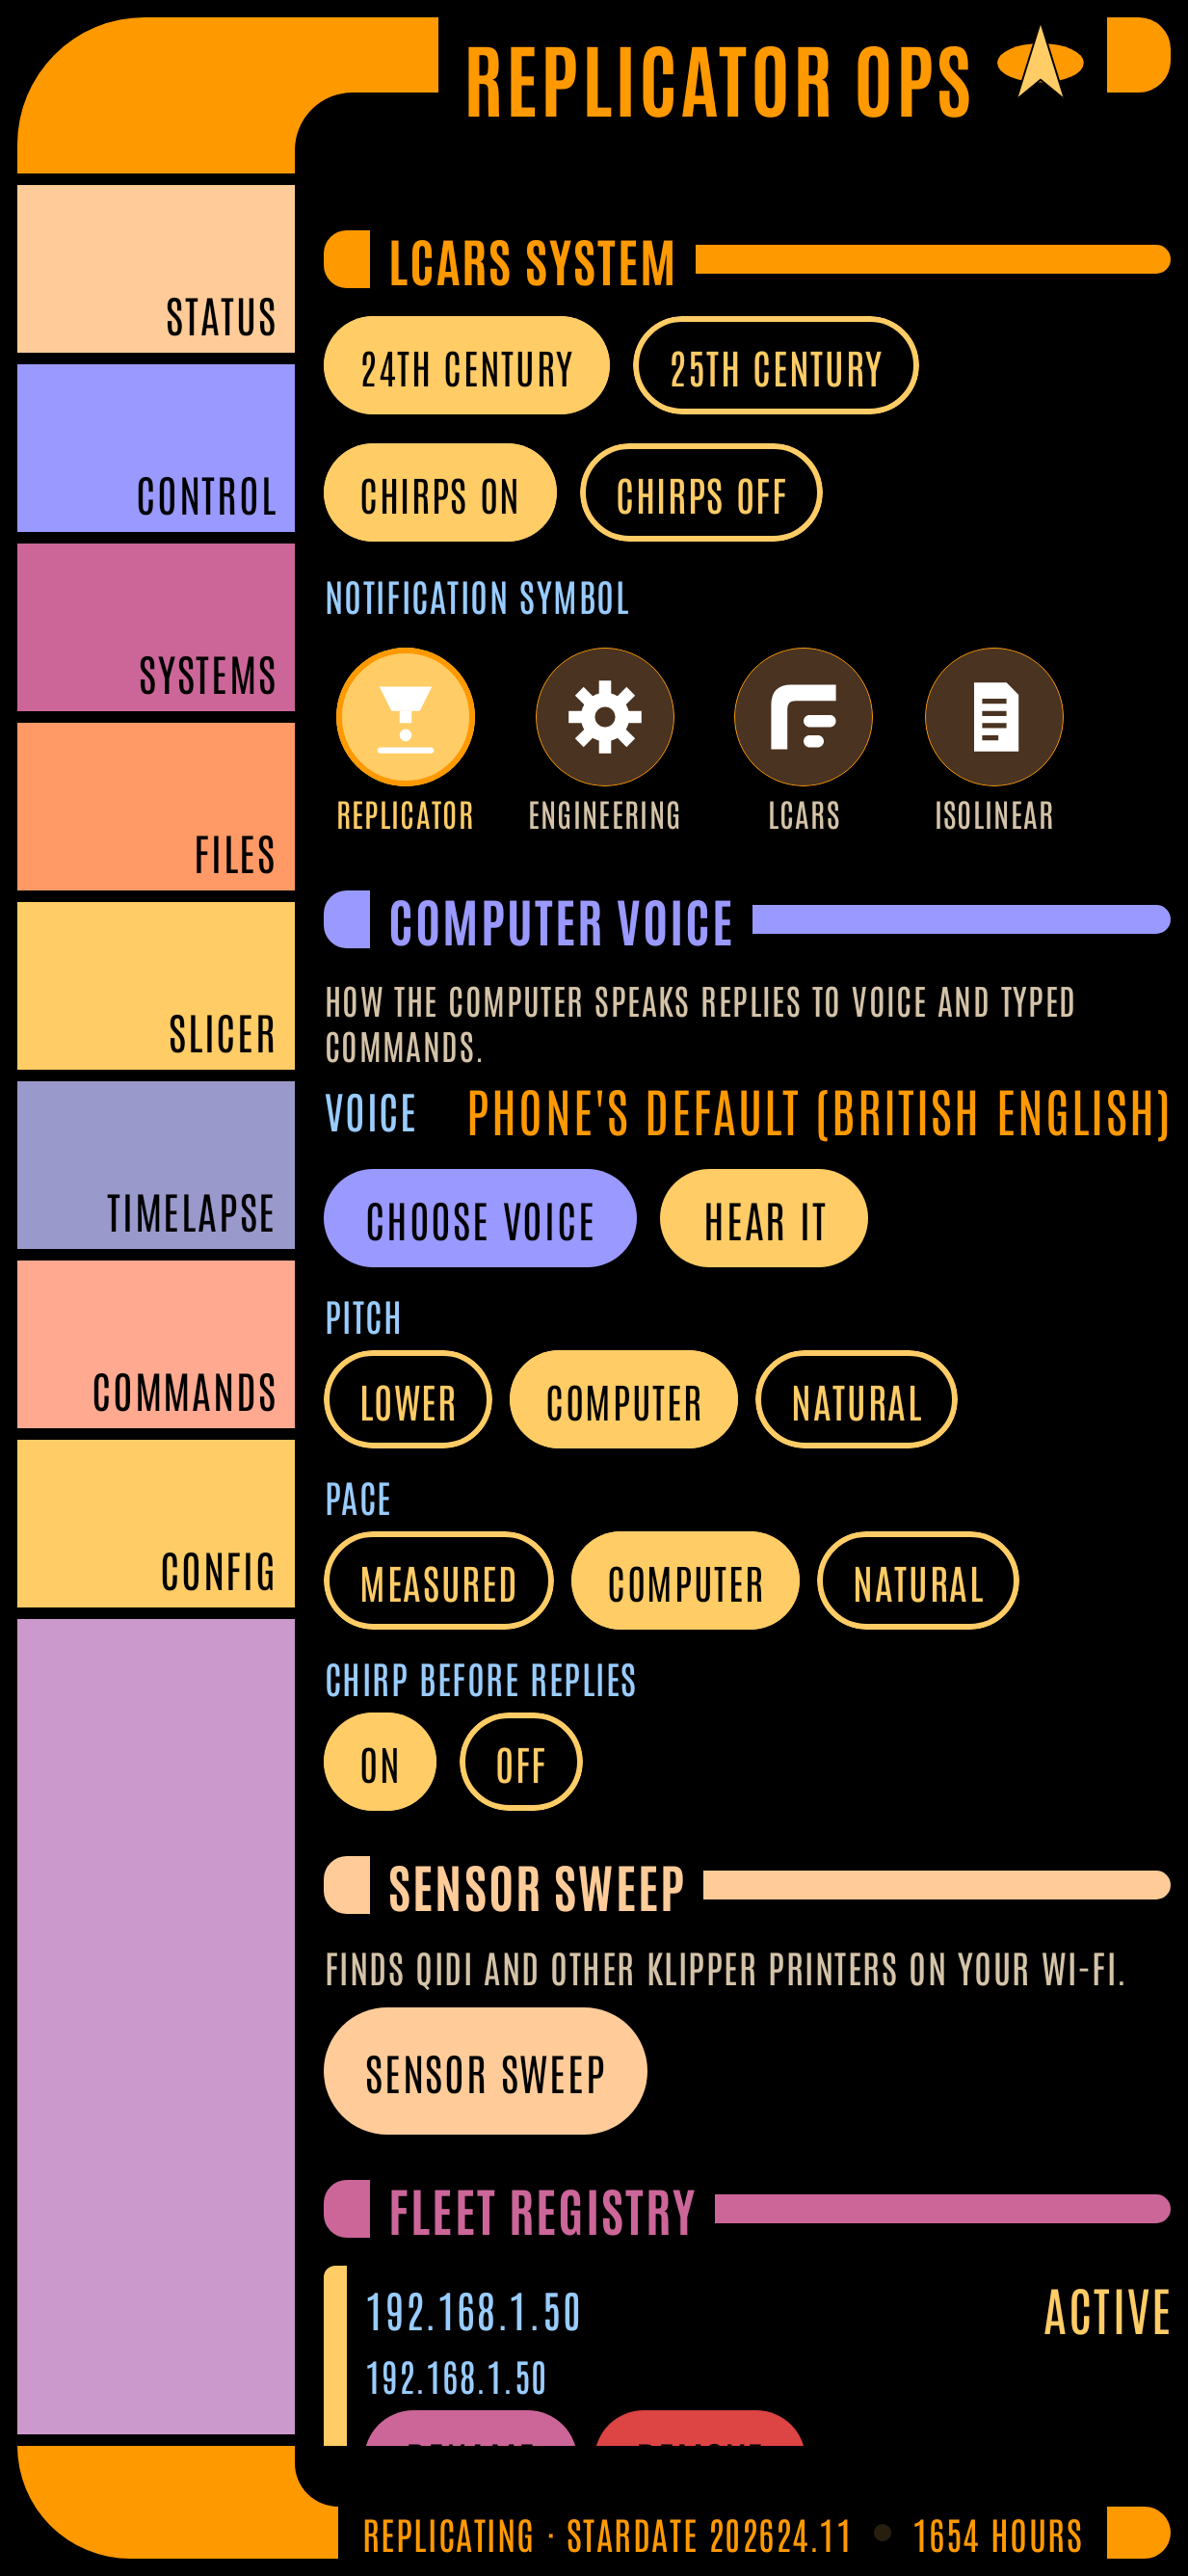 REPLICATOR OPS
STATUS
CONTROL
SYSTEMS
FILES
SLICER
TIMELAPSE
COMMANDS
CONFIG
LCARS SYSTEM
24TH CENTURY
25TH CENTURY
CHIRPS ON
CHIRPS OFF
NOTIFICATION SYMBOL
REPLICATOR
ENGINEERING
LCARS
ISOLINEAR
COMPUTER VOICE
HOW THE COMPUTER SPEAKS REPLIES TO VOICE AND TYPED
COMMANDS.
VOICE
PHONE'S DEFAULT (BRITISH ENGLISH)
CHOOSE VOICE
HEAR IT
PITCH
LOWER
COMPUTER
NATURAL
PACE
MEASURED
COMPUTER
NATURAL
CHIRP BEFORE REPLIES
ON
OFF
SENSOR SWEEP
FINDS QIDI AND OTHER KLIPPER PRINTERS ON YOUR WI-FI.
SENSOR SWEEP
FLEET REGISTRY
192.168.1.50
ACTIVE
192.168.1.50
REPLICATING · STARDATE 202624.11
1654 HOURS